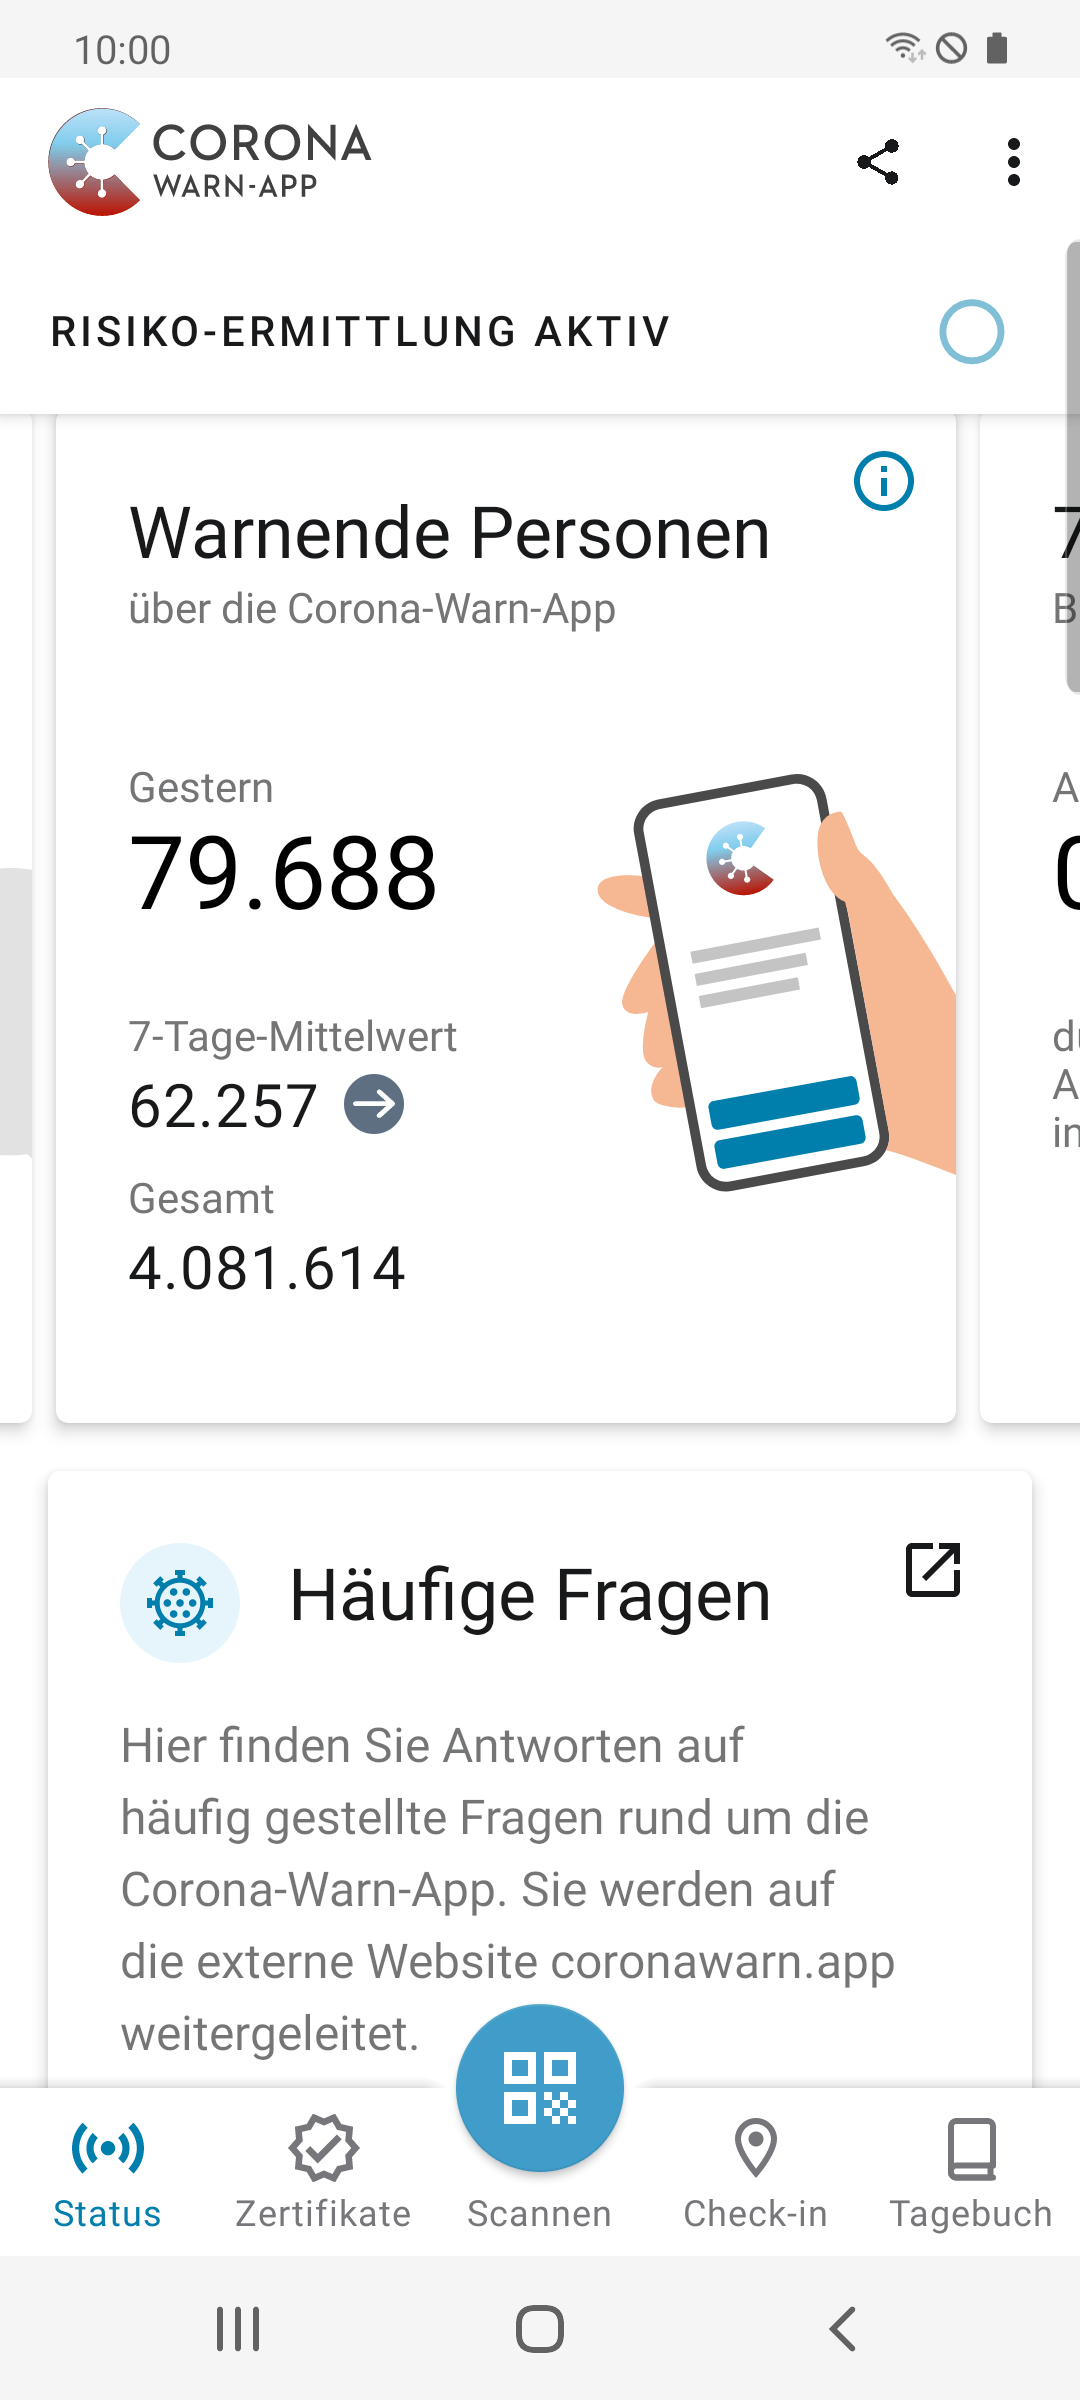 10:00
CORONA
WARN-APP
RISIKO-ERMITTLUNG AKTIV
Warnende Personen
über die Corona-Warn-App
Gestern
79.688
7-Tage-Mittelwert
62.257
Gesamt
4.081.614
Häufige Fragen
Hier finden Sie Antworten auf
häufig gestellte Fragen rund um die
Corona-Warn-App. Sie werden auf
die externe Website coronawarn.app
weitergeleitet.
Status
Zertifikate
Scannen
Check-in
Tagebuch